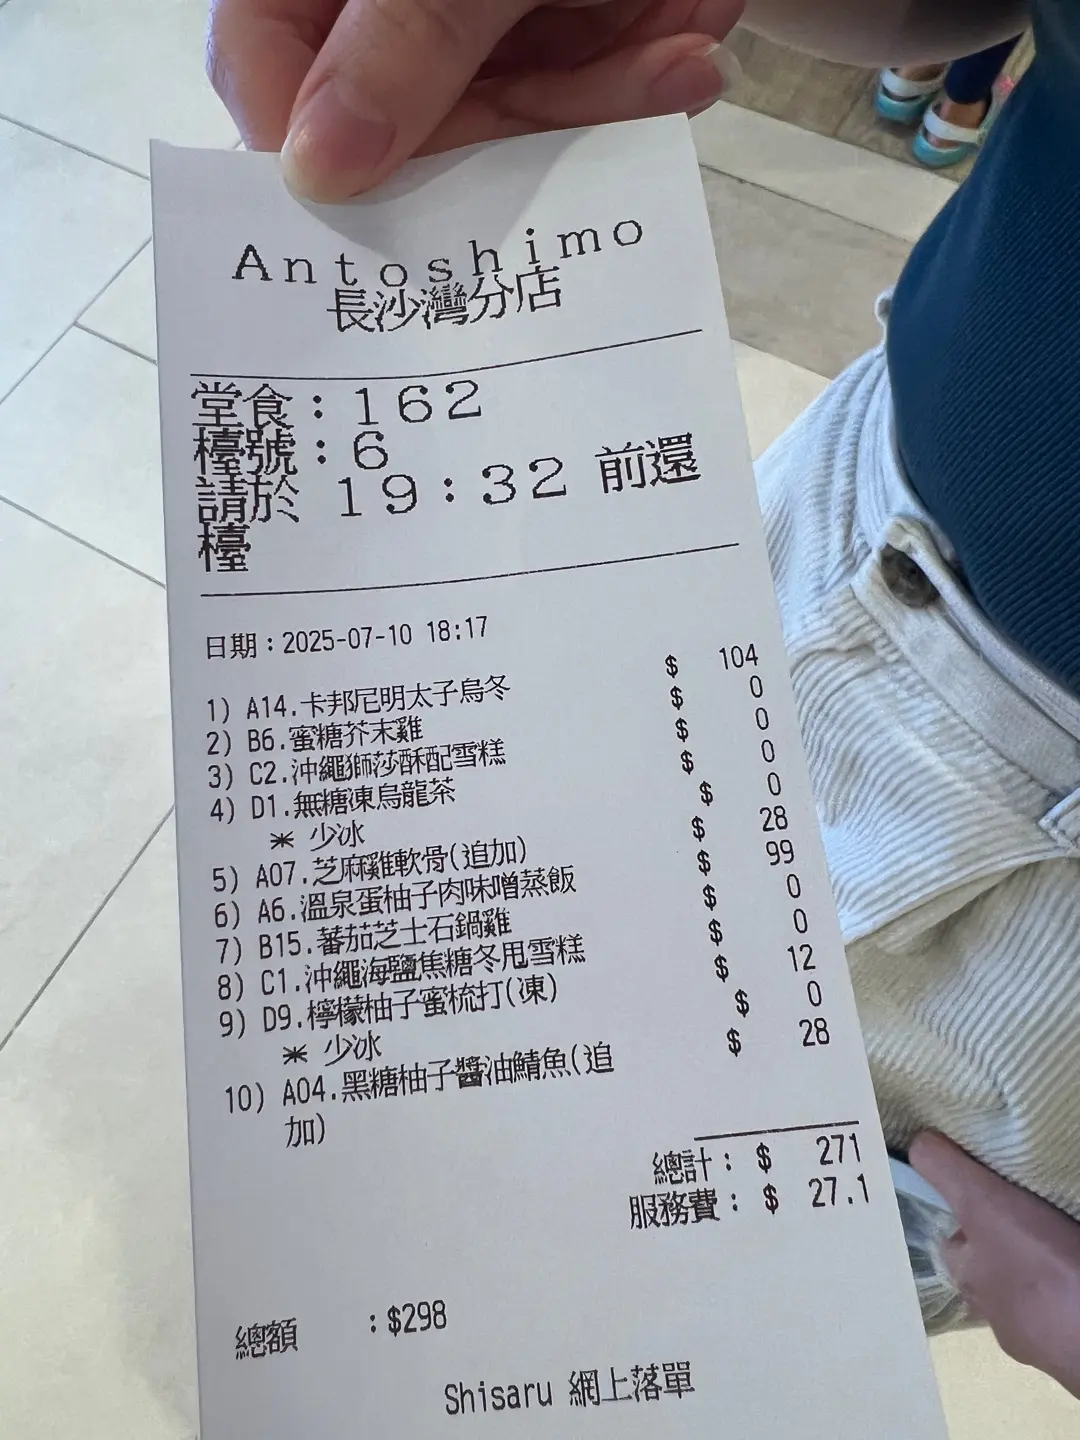 Antoshimo
長沙灣分店
堂食：162
檯號：6
請於 19:32 前還
檯
日期：2025-07-10 18:17
1) A14.卡邦尼明太子烏冬 $ 104
2) B6.蜜糖芥末雞 $ 0
3) C2.沖繩獅莎酥配雪糕 $ 0
4) D1.無糖凍烏龍茶 $ 0
* 少冰 $ 0
5) A07.芝麻雞軟骨(追加) $ 28
6) A6.溫泉蛋柚子肉味噌蒸飯 $ 99
7) B15.蕃茄芝士石鍋雞 $ 0
8) C1.沖繩海鹽焦糖冬甩雪糕 $ 0
9) D9.檸檬柚子蜜梳打(凍) $ 12
* 少冰 $ 0
10) A04.黑糖柚子醬油鯖魚(追 $ 28
加)
總計： $ 271
服務費： $ 27.1
總額 :$298
Shisaru 網上落單